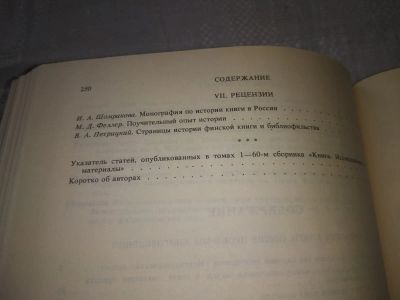 250 СОДЕРЖАНИЕ
VII. РЕЦЕНЗИИ
И. А. Шомракова. Монография по истории книги в России
М. Д. Феллер. Поучительный опыт истории
В. А. Петрицкий. Страницы истории финской книги и библиофильства
* * *
Указатель статей, опубликованных в томах 1—60-м сборника «Книга.
материалы»
Коротко об авторах